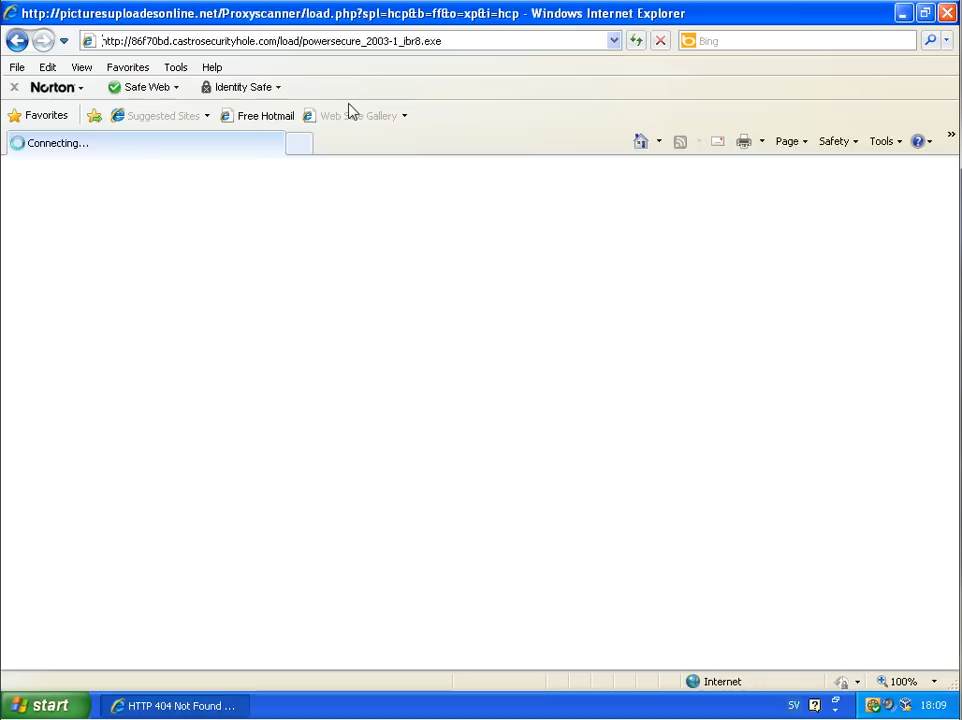 http://picturesuploadesonline.net/Proxyscanner/load.php?spl=hcp&b=ff&o=xp&i=hcp - Windows Internet Explorer
http://86f70bd.castrosecurityhole.com/load/powersecure_2003-1_ibr8.exe Bing
File Edit View Favorites Tools Help
x Norton Safe Web Identity Safe
Favorites Suggested Sites Free Hotmail Web Slice Gallery
Connecting... Page Safety Tools
Internet 100%
start HTTP 404 Not Found ... SV 18:09